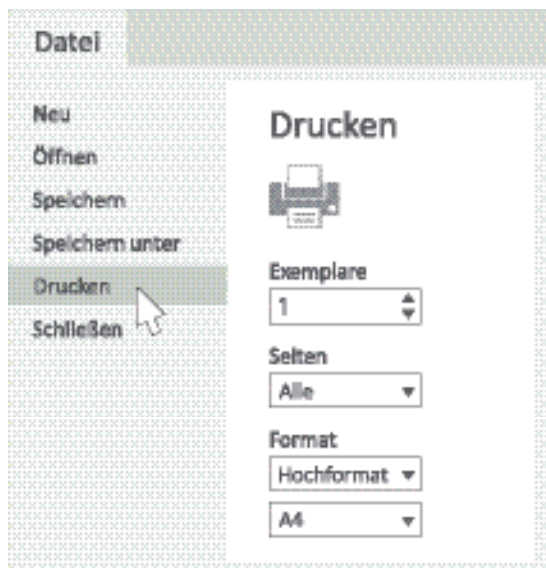 Datei
Neu
Öffnen
Speichern
Speichern unter
Drucken
Schließen
Drucken
Exemplare
1
Seiten
Alle
Format
Hochformat
A4